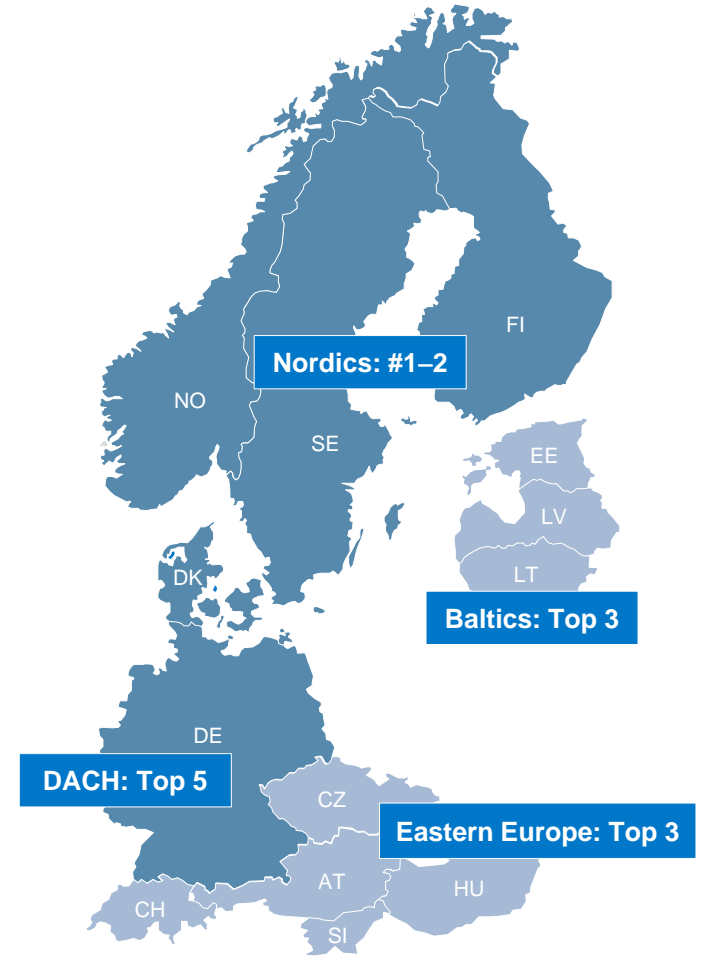 FI
Nordics: #1–2
NO
SE
EE
LV
DK
LT
Baltics: Top 3
DE
DACH: Top 5
CZ
Eastern Europe: Top 3
AT
HU
CH
SI